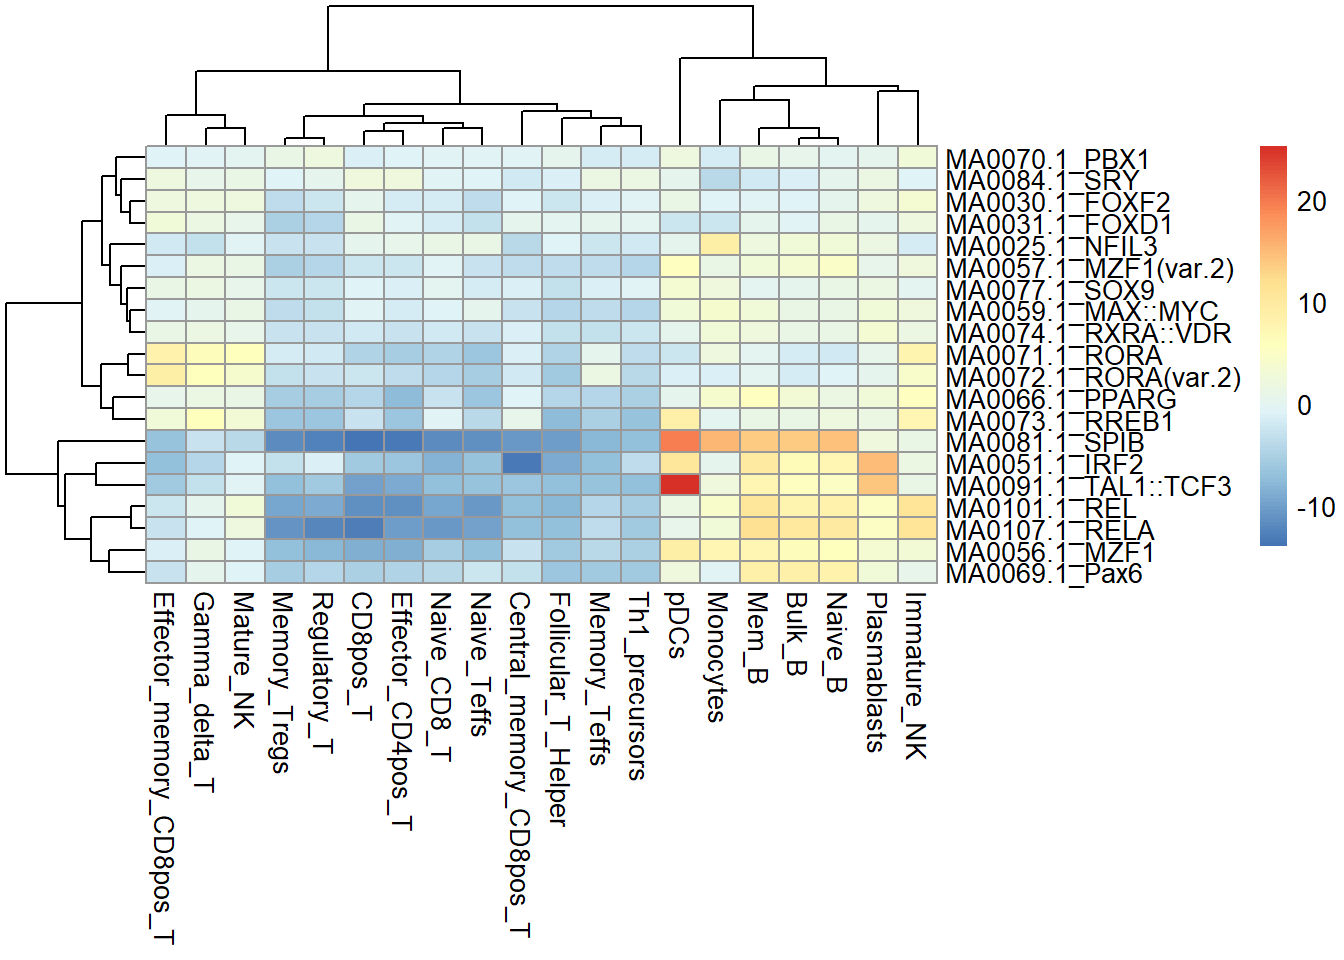 MA0070.1_PBX1
MA0084.1_SRY
MA0030.1_FOXF2
MA0031.1_FOXD1
MA0025.1_NFIL3
MA0057.1_MZF1(var.2)
MA0077.1_SOX9
MA0059.1_MAX::MYC
MA0074.1_RXRA::VDR
MA0071.1_RORA
MA0072.1_RORA(var.2)
MA0066.1_PPARG
MA0073.1_RREB1
MA0081.1_SPIB
MA0051.1_IRF2
MA0091.1_TAL1::TCF3
MA0101.1_REL
MA0107.1_RELA
MA0056.1_MZF1
MA0069.1_Pax6
20
10
0
-10
Effector_memory_CD8pos_T
Gamma_delta_T
Mature_NK
Memory_Tregs
Regulatory_T
CD8pos_T
Effector_CD4pos_T
Naive_CD8_T
Naive_Teffs
Central_memory_CD8pos_T
Follicular_T_Helper
Memory_Teffs
Th1_precursors
pDCs
Monocytes
Mem_B
Bulk_B
Naive_B
Plasmablasts
Immature_NK